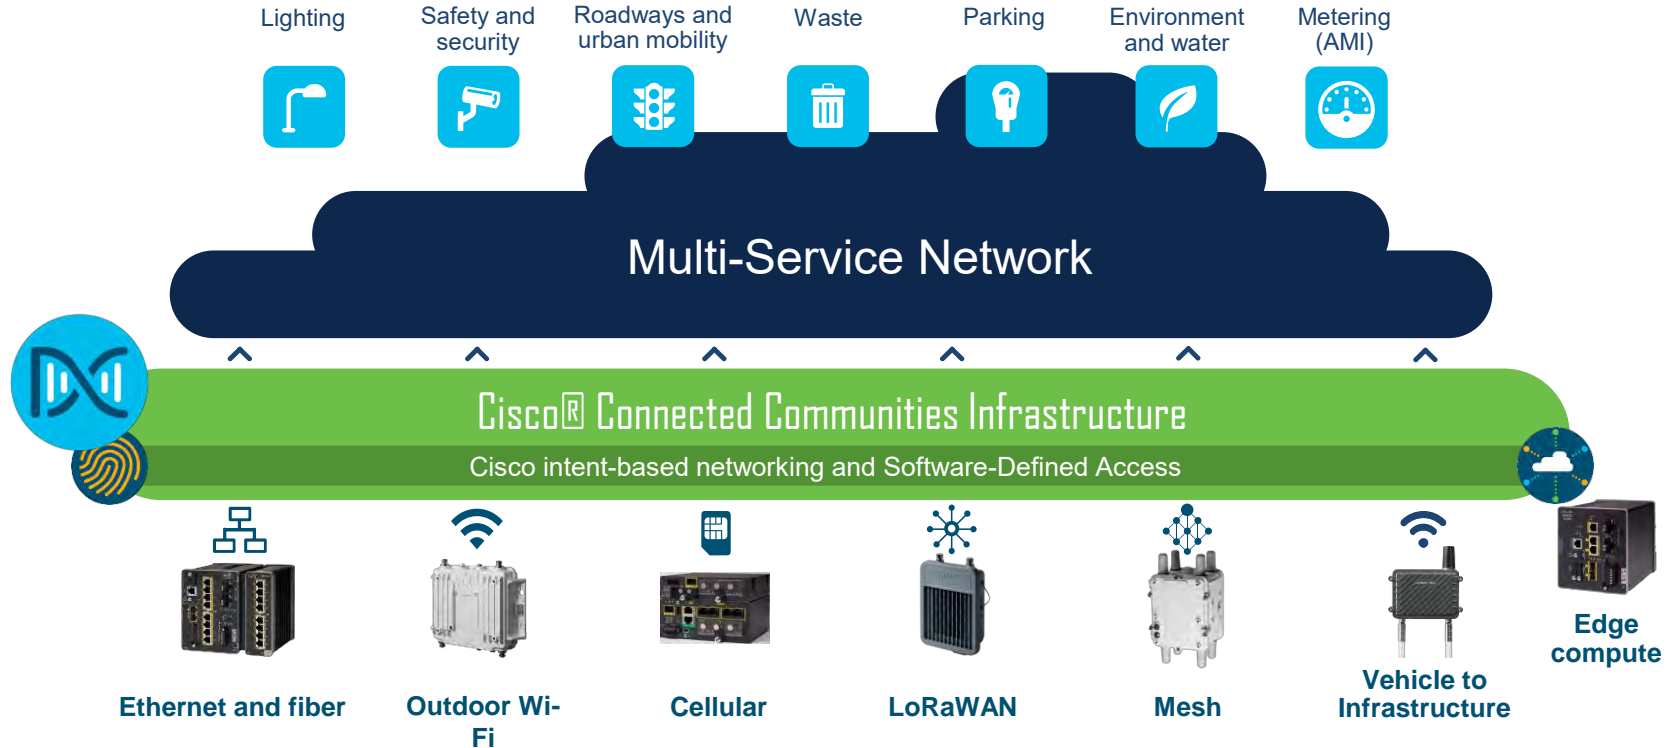 Lighting
Safety and
security
Roadways and
urban mobility
Waste
Parking
Environment
and water
Metering
(AMI)
Multi-Service Network
Cisco® Connected Communities Infrastructure
Cisco intent-based networking and Software-Defined Access
Ethernet and fiber
Outdoor Wi-
Fi
Cellular
LoRaWAN
Mesh
Vehicle to
Infrastructure
Edge
compute